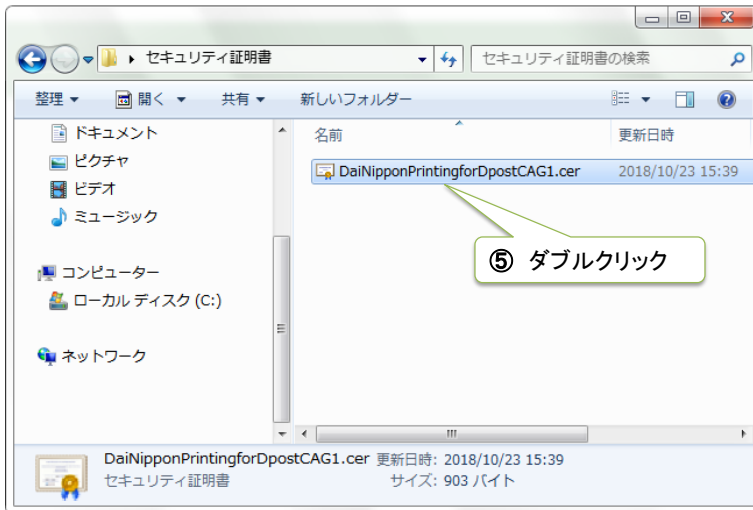 セキュリティ証明書
セキュリティ証明書の検索
整理
開く
共有
新しいフォルダー
ドキュメント
ピクチャ
ビデオ
ミュージック
コンピューター
ローカル ディスク (C:)
ネットワーク
名前
更新日時
DaiNipponPrintingforDpostCAG1.cer
2018/10/23 15:39
⑤ ダブルクリック
DaiNipponPrintingforDpostCAG1.cer 更新日時: 2018/10/23 15:39
セキュリティ証明書 サイズ: 903 バイト